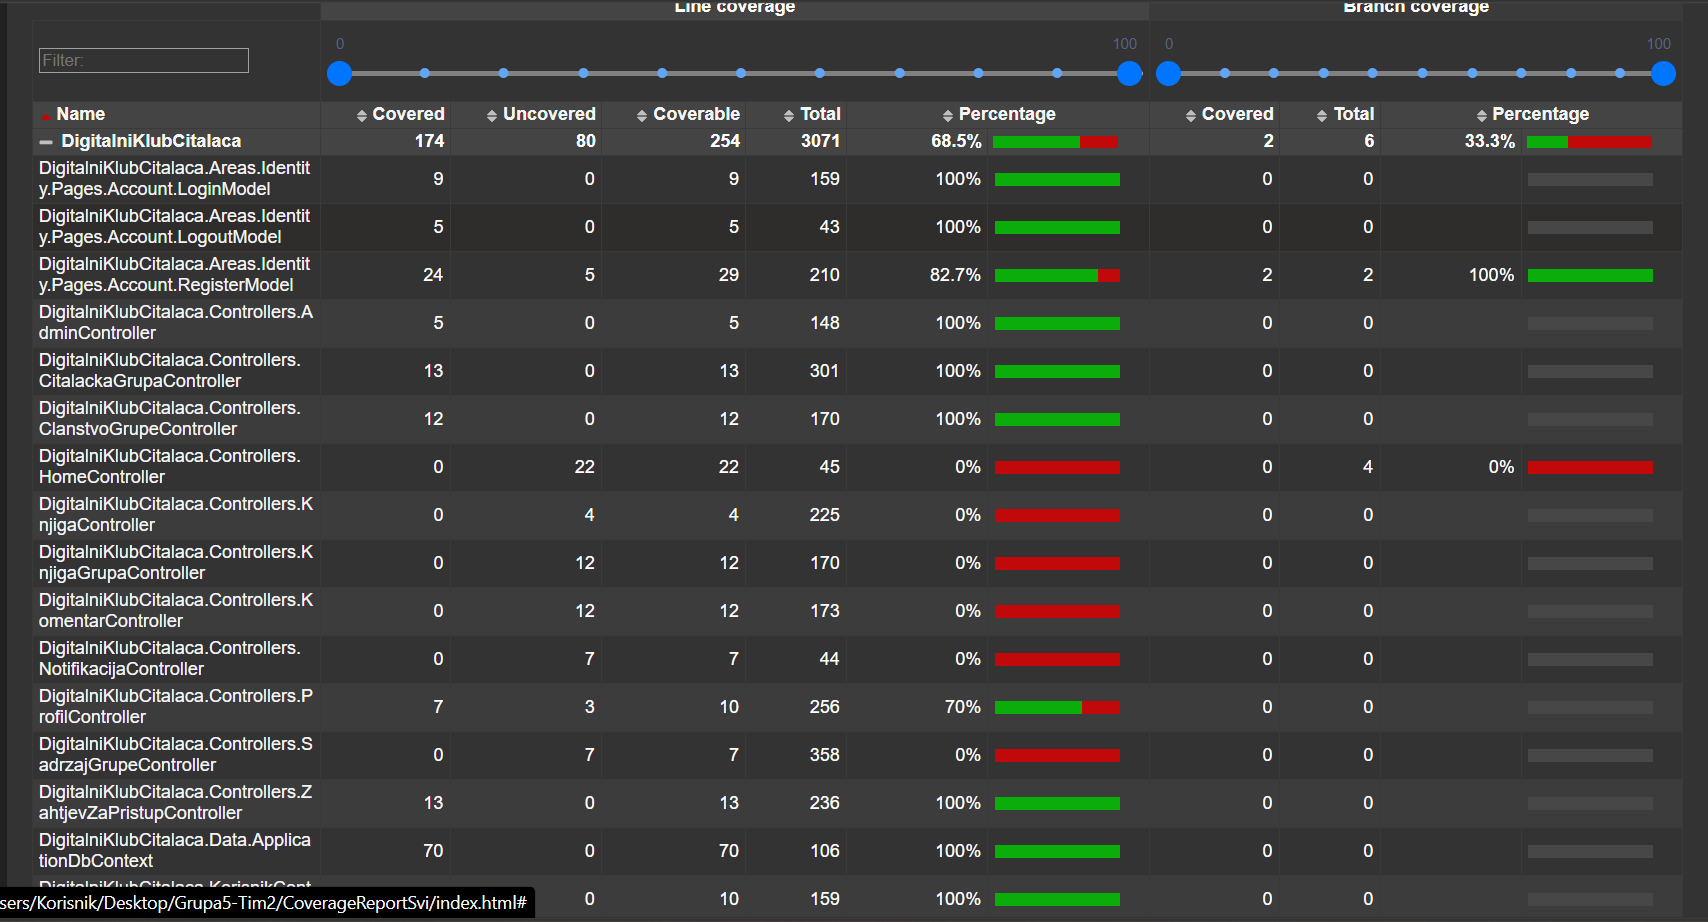 Line coverage Branch coverage
0 100 0 100
Filter:
Name Covered Uncovered Coverable Total Percentage Covered Total Percentage
DigitalniKlubCitalaca 174 80 254 3071 68.5% 2 6 33.3%
DigitalniKlubCitalaca.Areas.Identit
y.Pages.Account.LoginModel 9 0 9 159 100% 0 0
DigitalniKlubCitalaca.Areas.Identit
y.Pages.Account.LogoutModel 5 0 5 43 100% 0 0
DigitalniKlubCitalaca.Areas.Identit
y.Pages.Account.RegisterModel 24 5 29 210 82.7% 2 2 100%
DigitalniKlubCitalaca.Controllers.A
dminController 5 0 5 148 100% 0 0
DigitalniKlubCitalaca.Controllers.
CitalackaGrupaController 13 0 13 301 100% 0 0
DigitalniKlubCitalaca.Controllers.
ClanstvoGrupeController 12 0 12 170 100% 0 0
DigitalniKlubCitalaca.Controllers.
HomeController 0 22 22 45 0% 0 4 0%
DigitalniKlubCitalaca.Controllers.K
njigaController 0 4 4 225 0% 0 0
DigitalniKlubCitalaca.Controllers.K
njigaGrupaController 0 12 12 170 0% 0 0
DigitalniKlubCitalaca.Controllers.K
omentarController 0 12 12 173 0% 0 0
DigitalniKlubCitalaca.Controllers.
NotifikacijaController 0 7 7 44 0% 0 0
DigitalniKlubCitalaca.Controllers.P
rofilController 7 3 10 256 70% 0 0
DigitalniKlubCitalaca.Controllers.S
adrzajGrupeController 0 7 7 358 0% 0 0
DigitalniKlubCitalaca.Controllers.Z
ahtjevZaPristupController 13 0 13 236 100% 0 0
DigitalniKlubCitalaca.Data.Applica
tionDbContext 70 0 70 106 100% 0 0
DigitalniKlubCitalaca.KorisnikCont
0 10 159 100% 0 0
sers/Korisnik/Desktop/Grupa5-Tim2/CoverageReportSvi/index.html#